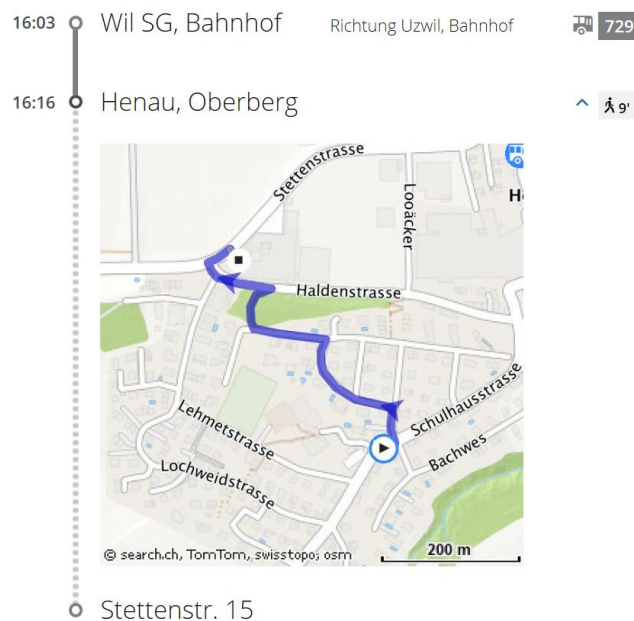 16:03 Wil SG, Bahnhof Richtung Uzwil, Bahnhof 729
16:16 Henau, Oberberg 9'
Stettenstrasse
Looäcker
H
Haldenstrasse
Schulhausstrasse
Lehmetstrasse
Bachwes
Lochweidstrasse
200 m
© search.ch, TomTom, swisstopo, osm
Stettenstr. 15